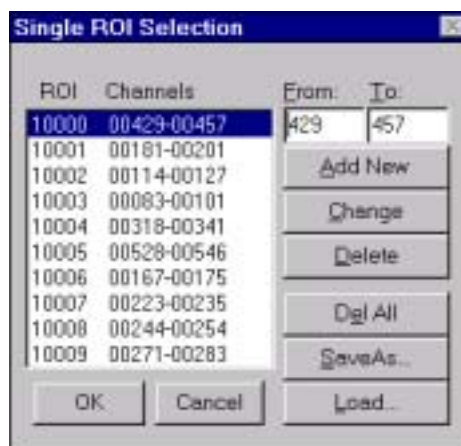 Single ROI Selection
ROI Channels From: To:
10000 00429-00457 429 457
10001 00181-00201
10002 00114-00127
10003 00083-00101
10004 00318-00341
10005 00528-00546
10006 00167-00175
10007 00223-00235
10008 00244-00254
10009 00271-00283
Add New
Change
Delete
Del All
SaveAs...
Load...
OK Cancel